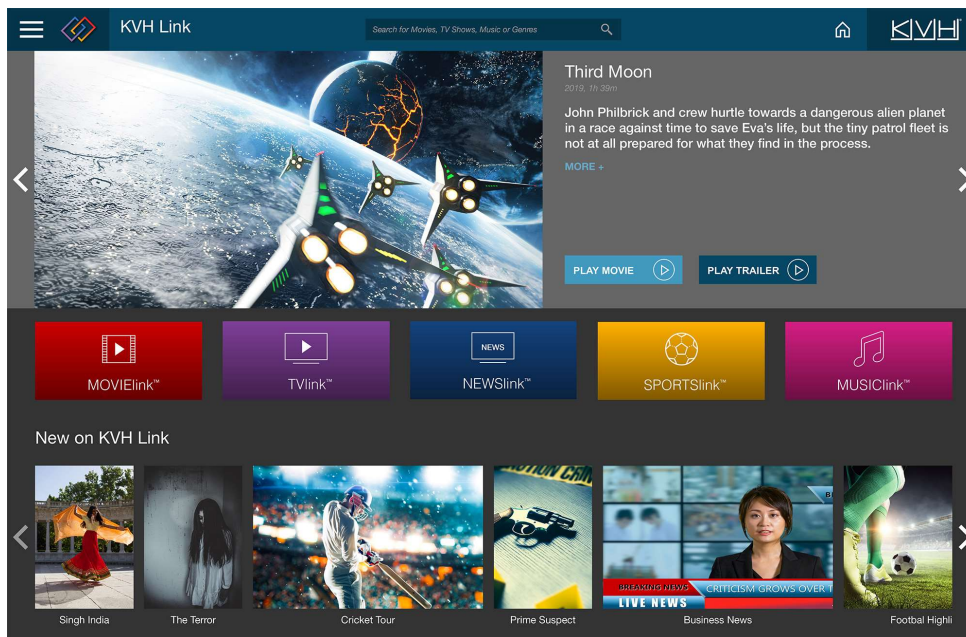 KVH Link
Search for Movies, TV Shows, Music or Genres
KVH
Third Moon
2019, 1h 39m
John Philbrick and crew hurtle towards a dangerous alien planet
in a race against time to save Eva's life, but the tiny patrol fleet is
not at all prepared for what they find in the process.
MORE +
PLAY MOVIE
PLAY TRAILER
NEWS
MOVIElink™
TVlink™
NEWSlink™
SPORTSlink™
MUSIClink™
New on KVH Link
BREAKING NEWS
CRITICISM GROWS OVER
LIVE NEWS
Singh India
The Terror
Cricket Tour
Prime Suspect
Business News
Footbal Highli